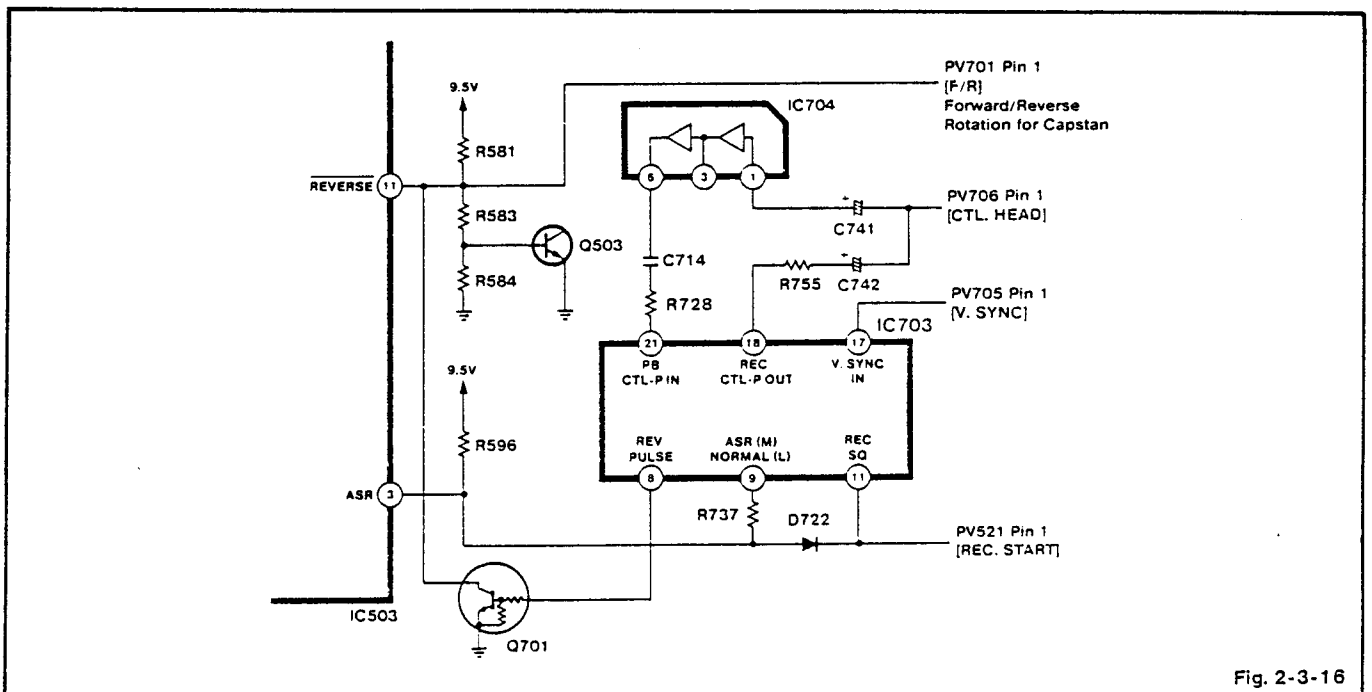 PV701 Pin 1
[F/R]
Forward/Reverse
Rotation for Capstan
9.5V
IC704
R581
REVERSE
11
6
3
1
PV706 Pin 1
[CTL. HEAD]
R583
+
C741
Q503
C714
+
R584
R755
C742
R728
PV705 Pin 1
[V. SYNC]
IC703
21
18
17
PB
CTL-P IN
REC
CTL-P OUT
V. SYNC
IN
9.5V
R596
REV
PULSE
ASR (M)
NORMAL (L)
REC
SQ
8
9
11
ASR
3
R737
D722
PV521 Pin 1
[REC. START]
IC503
Q701
Fig. 2-3-16